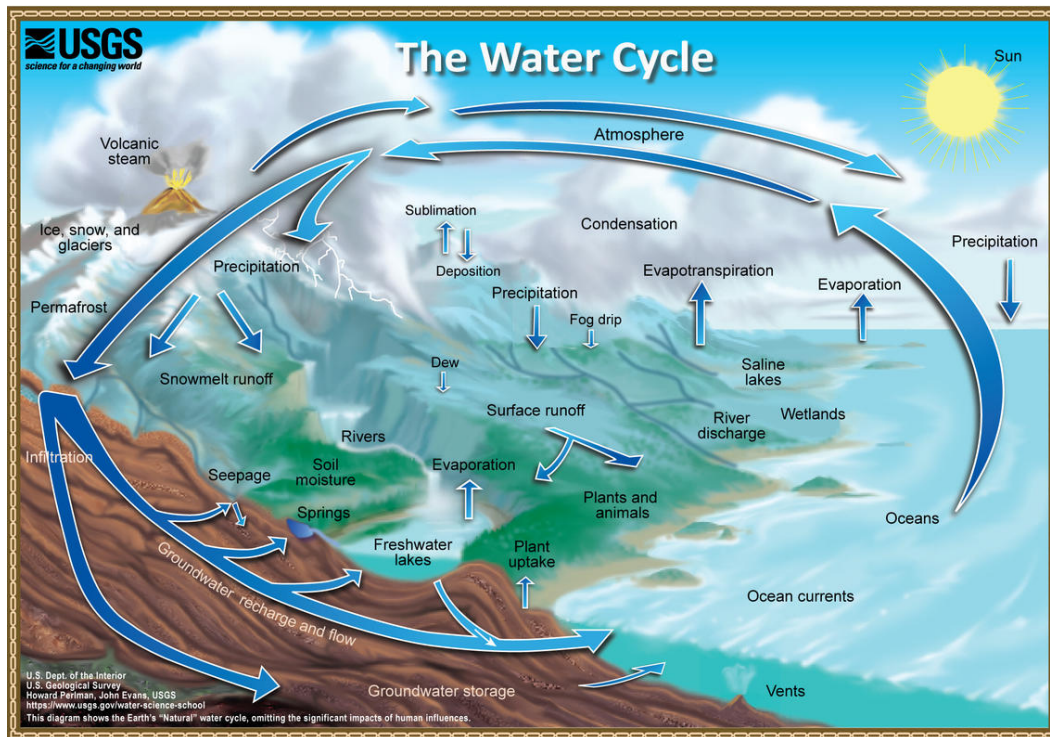 USGS
science for a changing world
The Water Cycle
Sun
Volcanic
steam
Atmosphere
Ice, snow, and
glaciers
Sublimation
Condensation
Precipitation
Precipitation
Deposition
Evapotranspiration
Evaporation
Permafrost
Precipitation
Fog drip
Dew
Saline
lakes
Snowmelt runoff
Surface runoff
River
discharge
Wetlands
Rivers
Infiltration
Seepage
Soil
moisture
Evaporation
Plants and
animals
Springs
Oceans
Freshwater
lakes
Plant
uptake
Groundwater recharge and flow
Ocean currents
Groundwater storage
Vents
U.S. Dept. of the Interior
U.S. Geological Survey
Howard Perlman, John Evans, USGS
https://www.usgs.gov/water-science-school
This diagram shows the Earth's "Natural" water cycle, omitting the significant impacts of human influences.